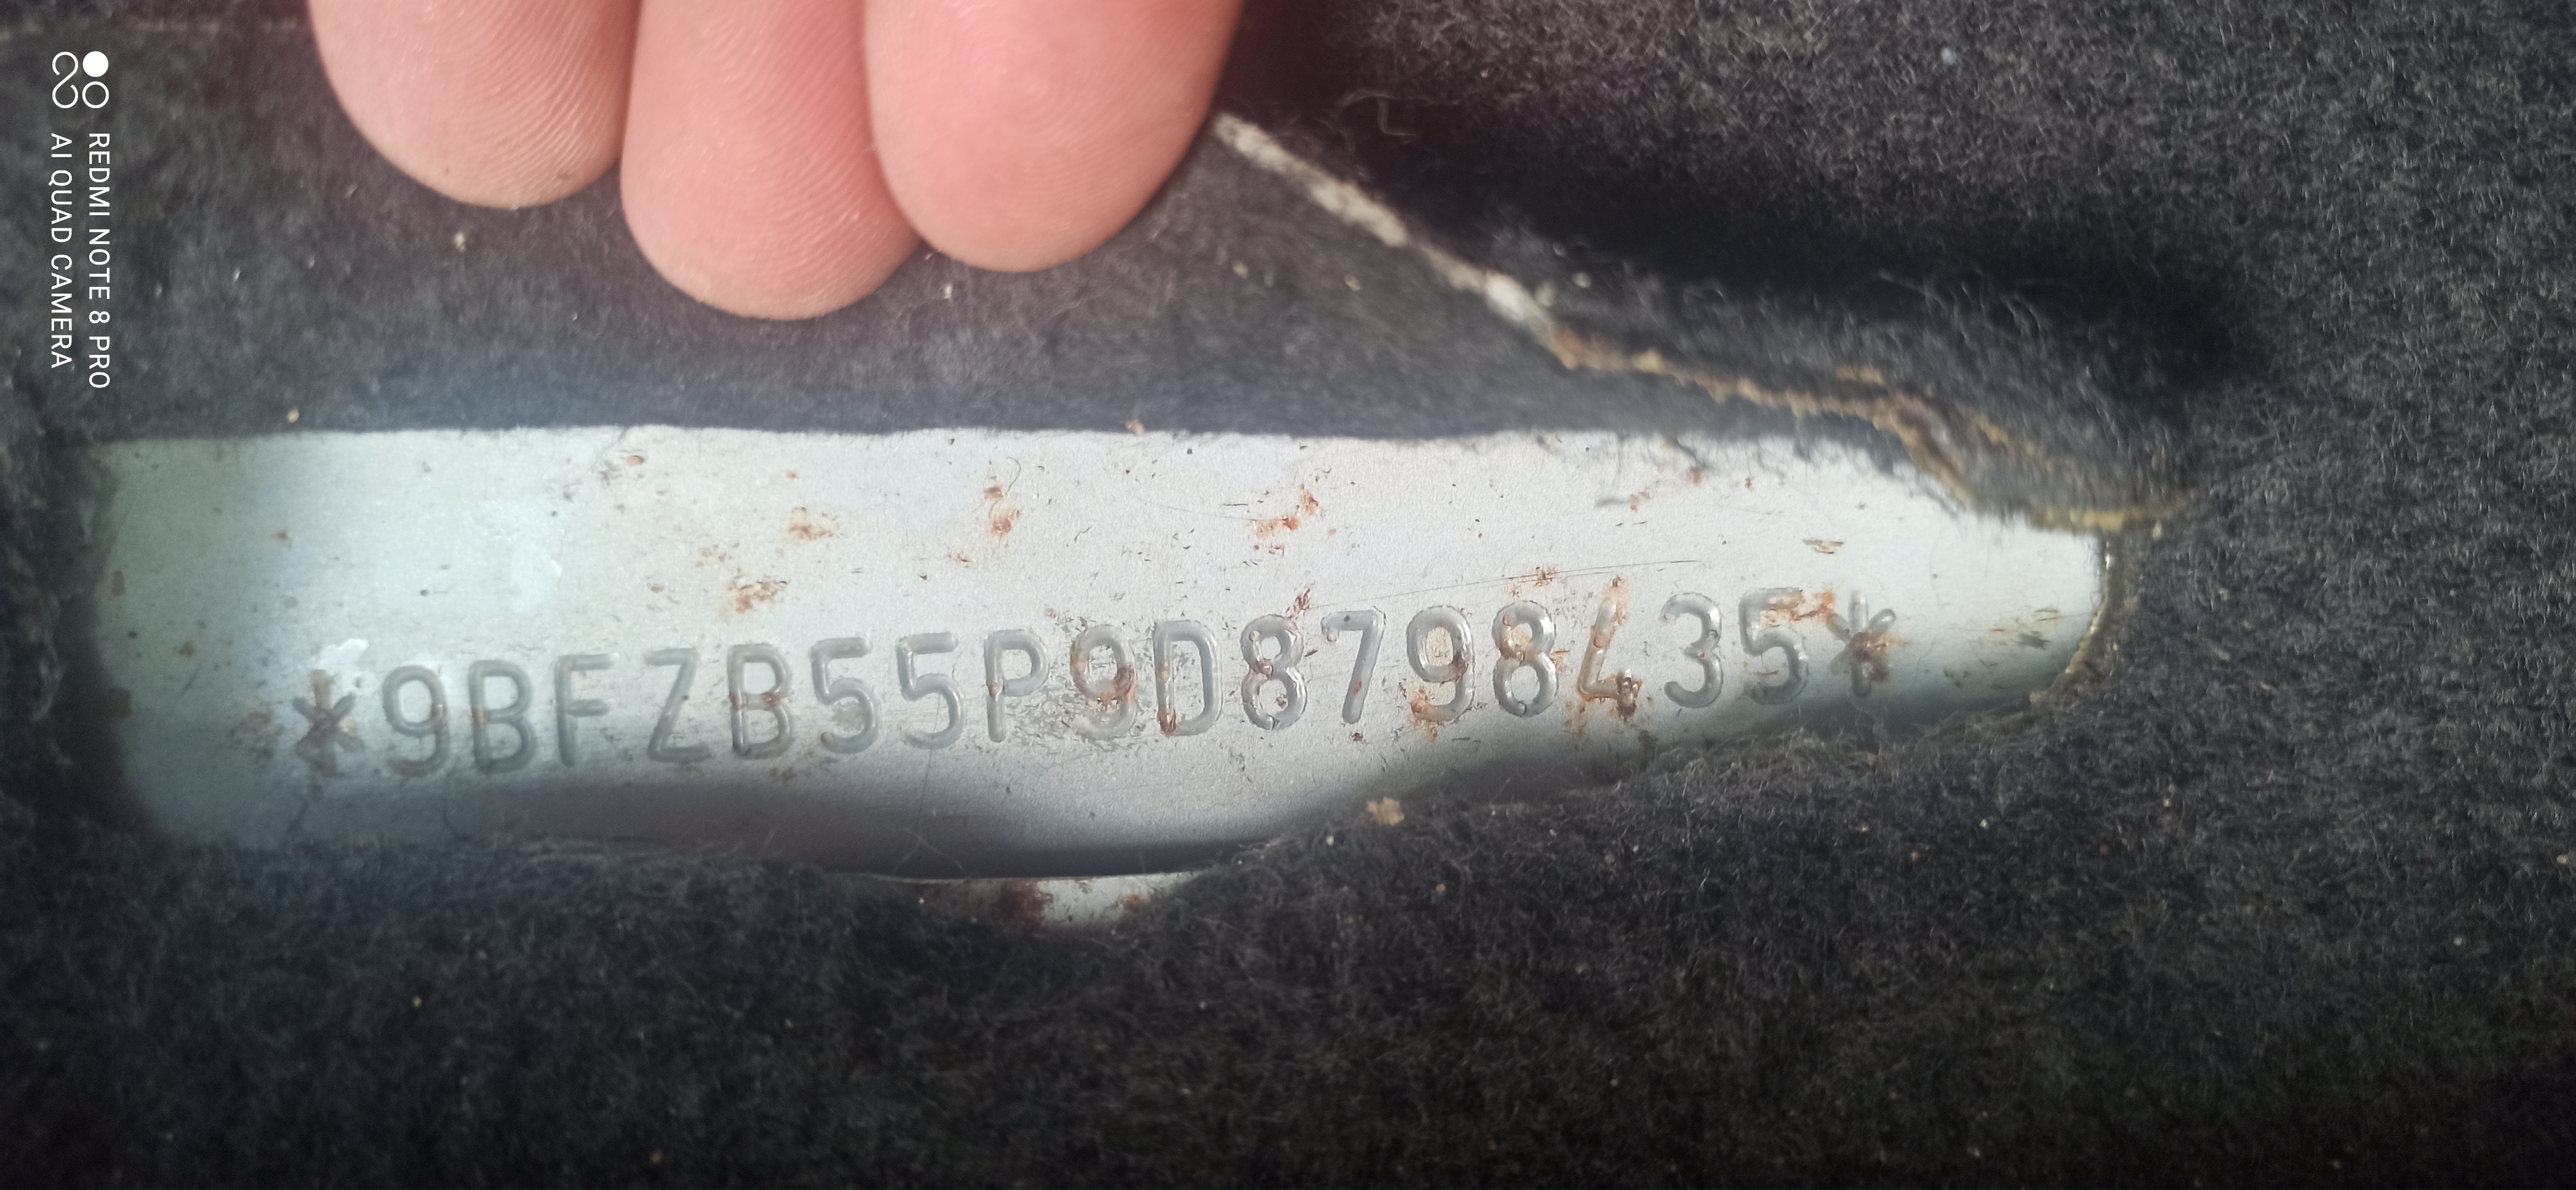 *9BFZB55P9D8798435*
REDMI NOTE 8 PRO
AI QUAD CAMERA